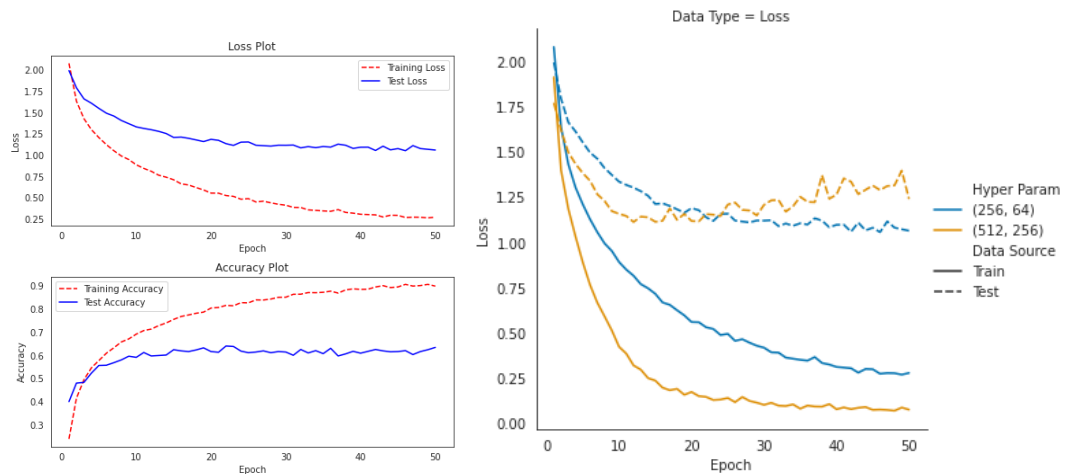 Loss Plot
2.00
1.75
1.50
1.25
1.00
0.75
0.50
0.25
Loss
Training Loss
Test Loss
0 10 20 30 40 50
Epoch
Accuracy Plot
0.9
0.8
0.7
0.6
0.5
0.4
0.3
Accuracy
Training Accuracy
Test Accuracy
0 10 20 30 40 50
Epoch
Data Type = Loss
2.00
1.75
1.50
1.25
1.00
0.75
0.50
0.25
0.00
Loss
0 10 20 30 40 50
Epoch
Hyper Param
(256, 64)
(512, 256)
Data Source
Train
Test